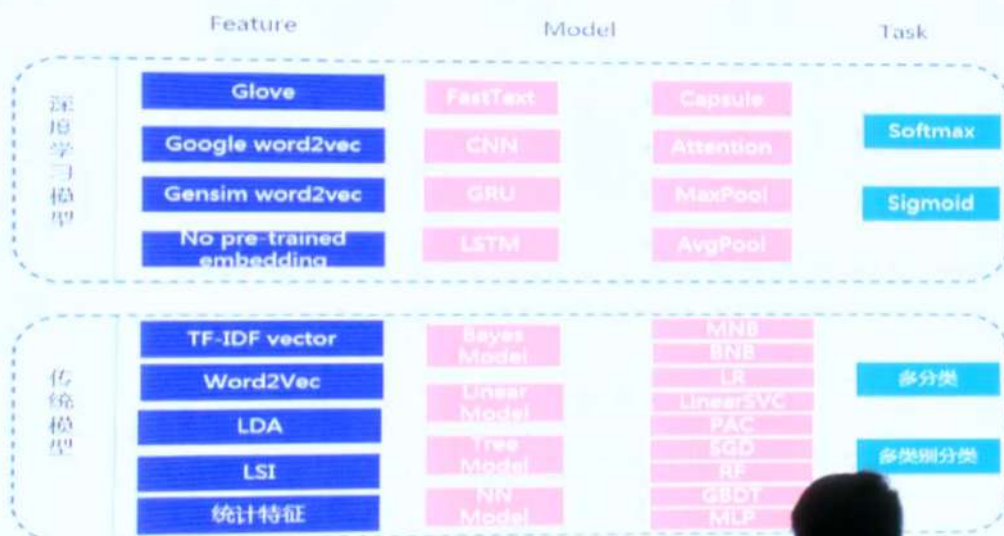 Feature
Model
Task
深度学习模型
Glove
Google word2vec
Gensim word2vec
No pre-trained
embedding
FastText
CNN
GRU
LSTM
Capsule
Attention
MaxPool
AvgPool
Softmax
Sigmoid
传统模型
TF-IDF vector
Word2Vec
LDA
LSI
统计特征
Bayes
Model
Linear
Model
Tree
Model
NN
Model
MNB
BNB
LR
LinearSVC
PAC
SGD
RF
GBDT
MLP
多分类
多类别分类